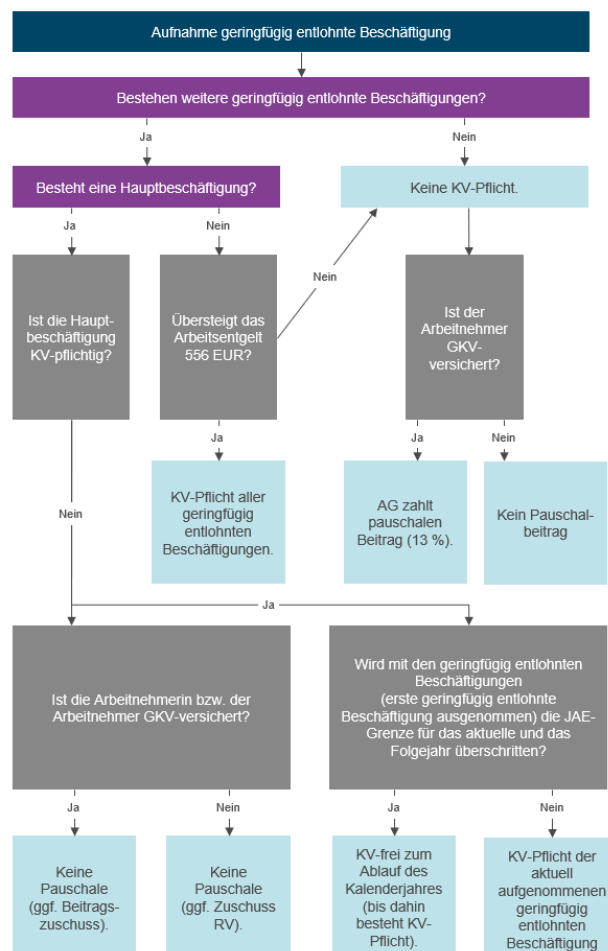 Aufnahme geringfügig entlohnte Beschäftigung
Bestehen weitere geringfügig entlohnte Beschäftigungen?
Ja
Nein
Besteht eine Hauptbeschäftigung?
Keine KV-Pflicht.
Ja
Nein
Nein
Ist die Haupt-
beschäftigung
KV-pflichtig?
Übersteigt das
Arbeitsentgelt
556 EUR?
Ist der
Arbeitnehmer
GKV-
versichert?
Ja
Ja
Nein
KV-Pflicht aller
geringfügig
entlohnten
Beschäftigungen.
AG zahlt
pauschalen
Beitrag (13 %).
Kein Pauschal-
beitrag
Nein
Ja
Ist die Arbeitnehmerin bzw. der
Arbeitnehmer GKV-versichert?
Wird mit den geringfügig entlohnten
Beschäftigungen
(erste geringfügig entlohnte
Beschäftigung ausgenommen) die JAE-
Grenze für das aktuelle und das
Folgejahr überschritten?
Ja
Nein
Ja
Nein
Keine
Pauschale
(ggf. Beitrags-
zuschuss).
Keine
Pauschale
(ggf. Zuschuss
RV).
KV-frei zum
Ablauf des
Kalenderjahres
(bis dahin
besteht KV-
Pflicht).
KV-Pflicht der
aktuell
aufgenommenen
geringfügig
entlohnten
Beschäftigung